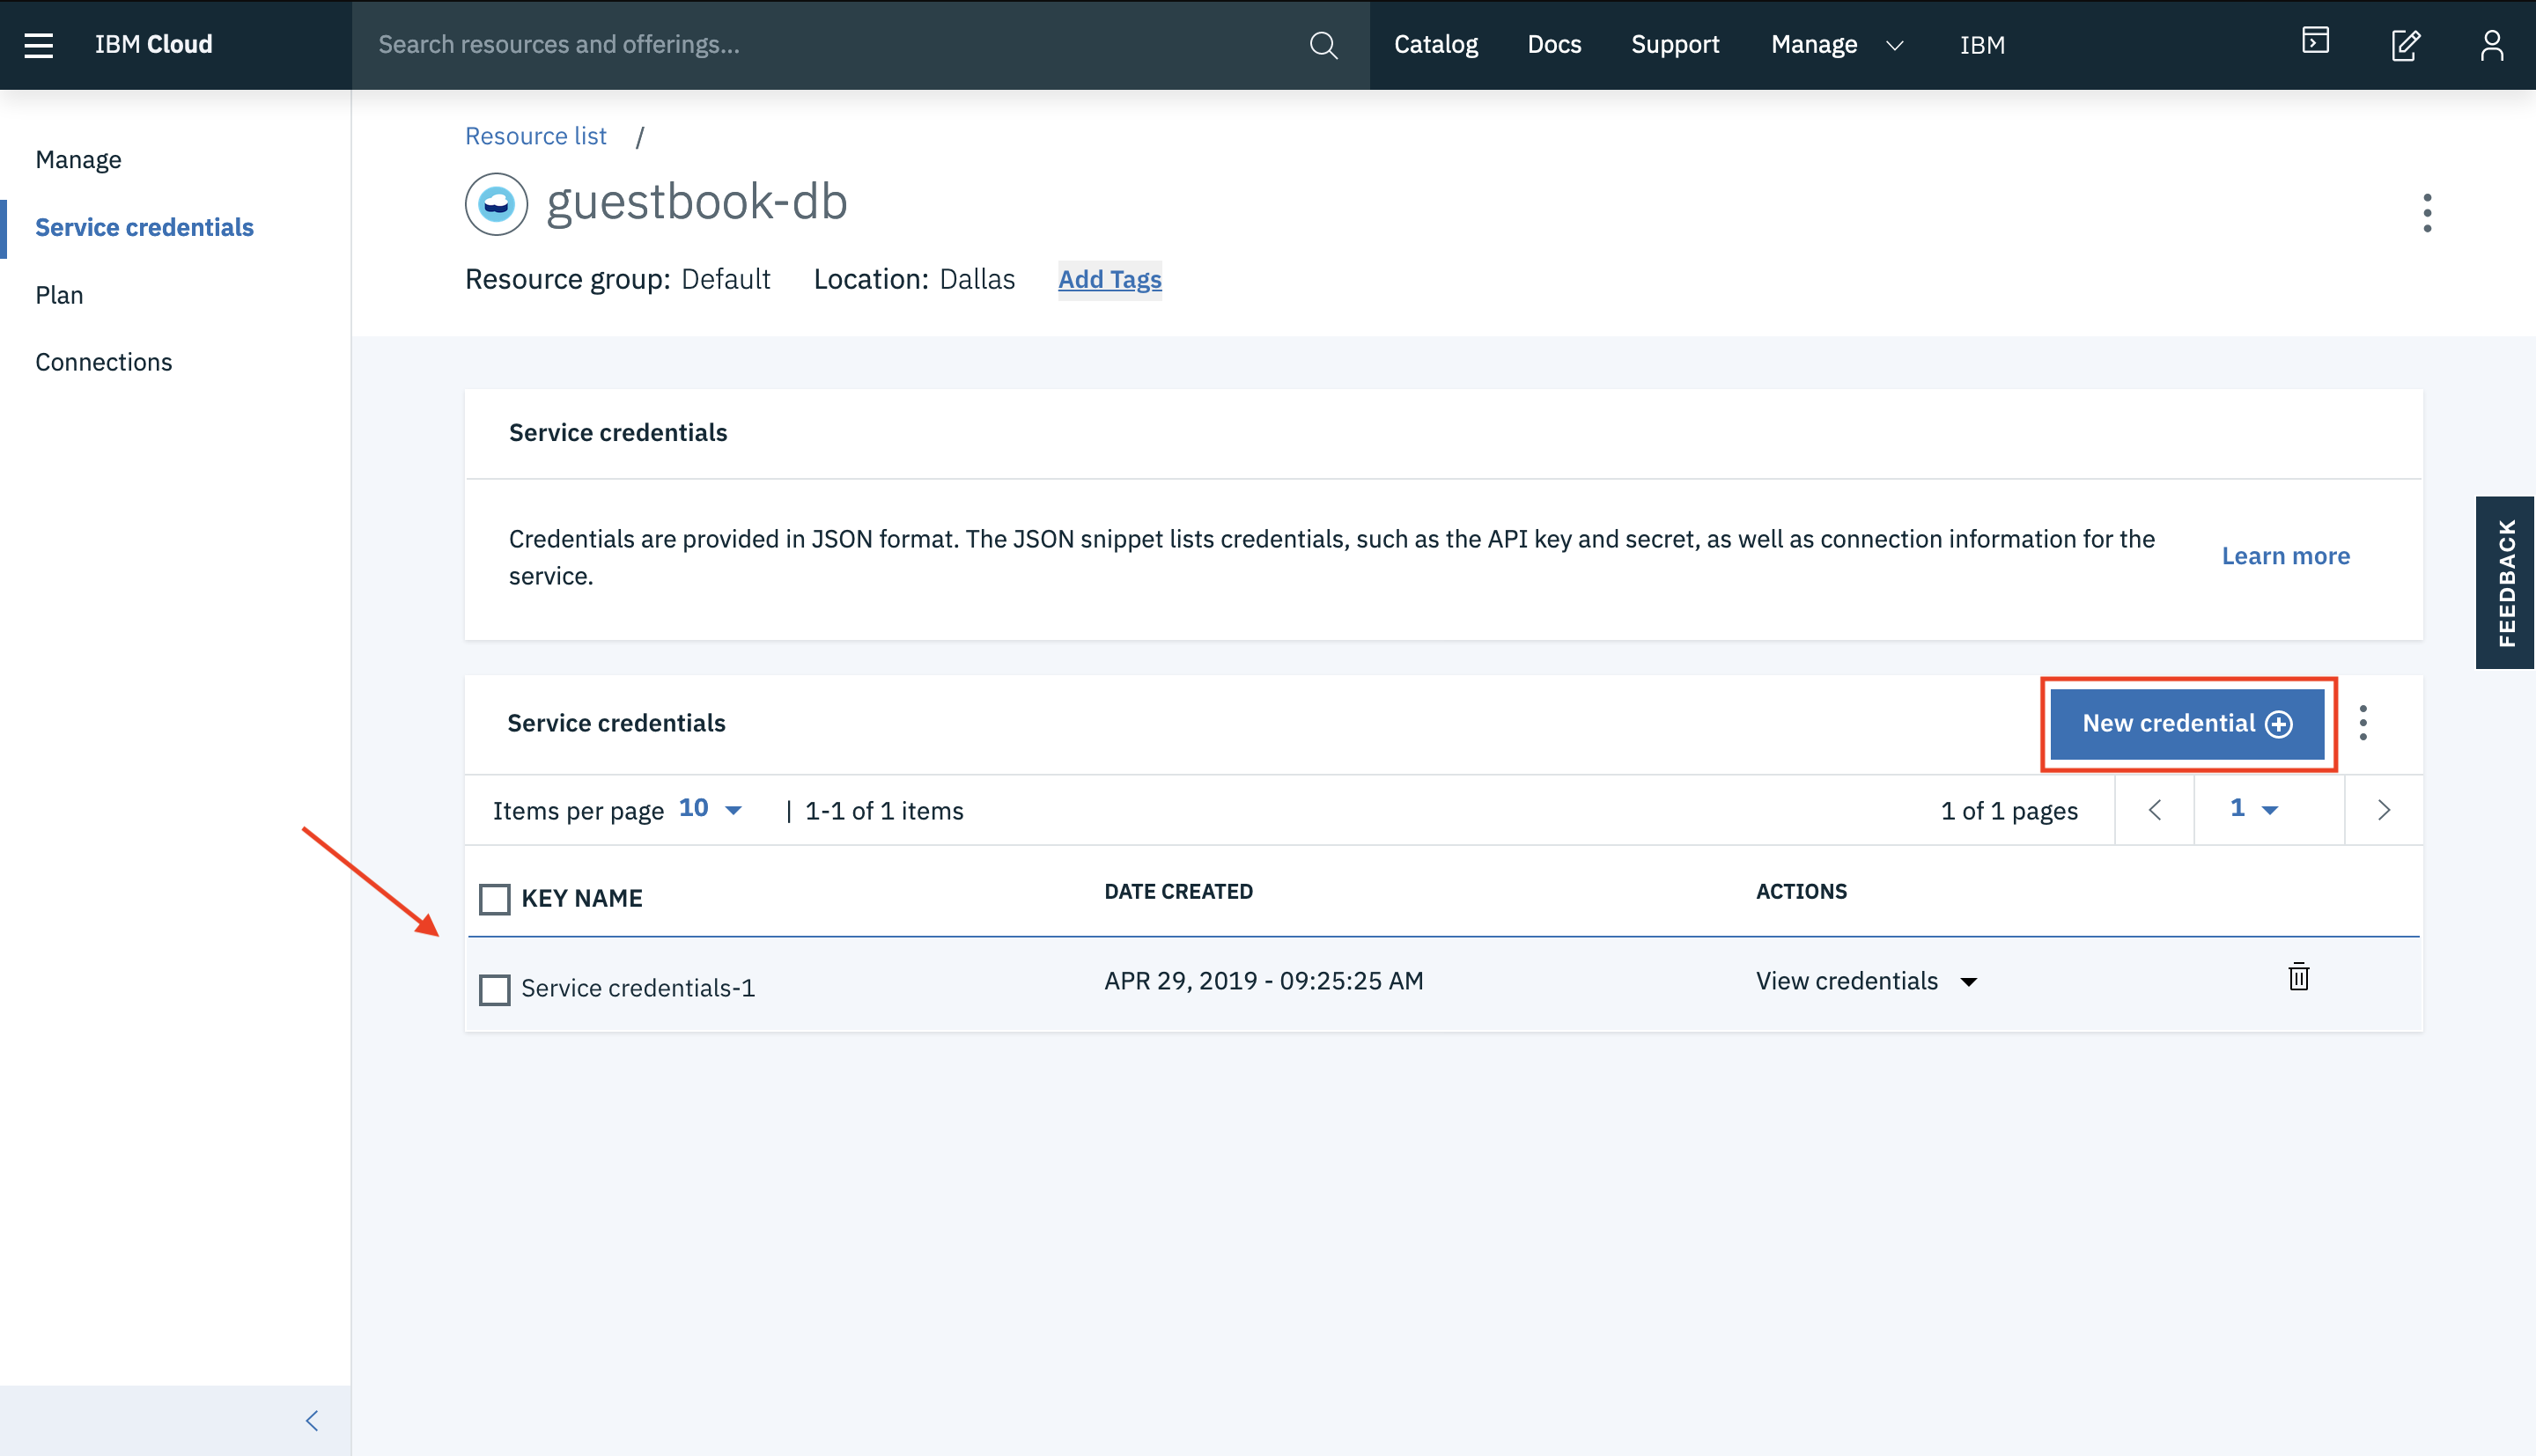 IBM Cloud
Search resources and offerings...
Catalog
Docs
Support
Manage
IBM
Manage
Service credentials
Plan
Connections
Resource list /
guestbook-db
Resource group: Default Location: Dallas Add Tags
Service credentials
Credentials are provided in JSON format. The JSON snippet lists credentials, such as the API key and secret, as well as connection information for the
service.
Learn more
FEEDBACK
Service credentials
New credential
Items per page 10 | 1-1 of 1 items
1 of 1 pages
1
KEY NAME
DATE CREATED
ACTIONS
Service credentials-1
APR 29, 2019 - 09:25:25 AM
View credentials